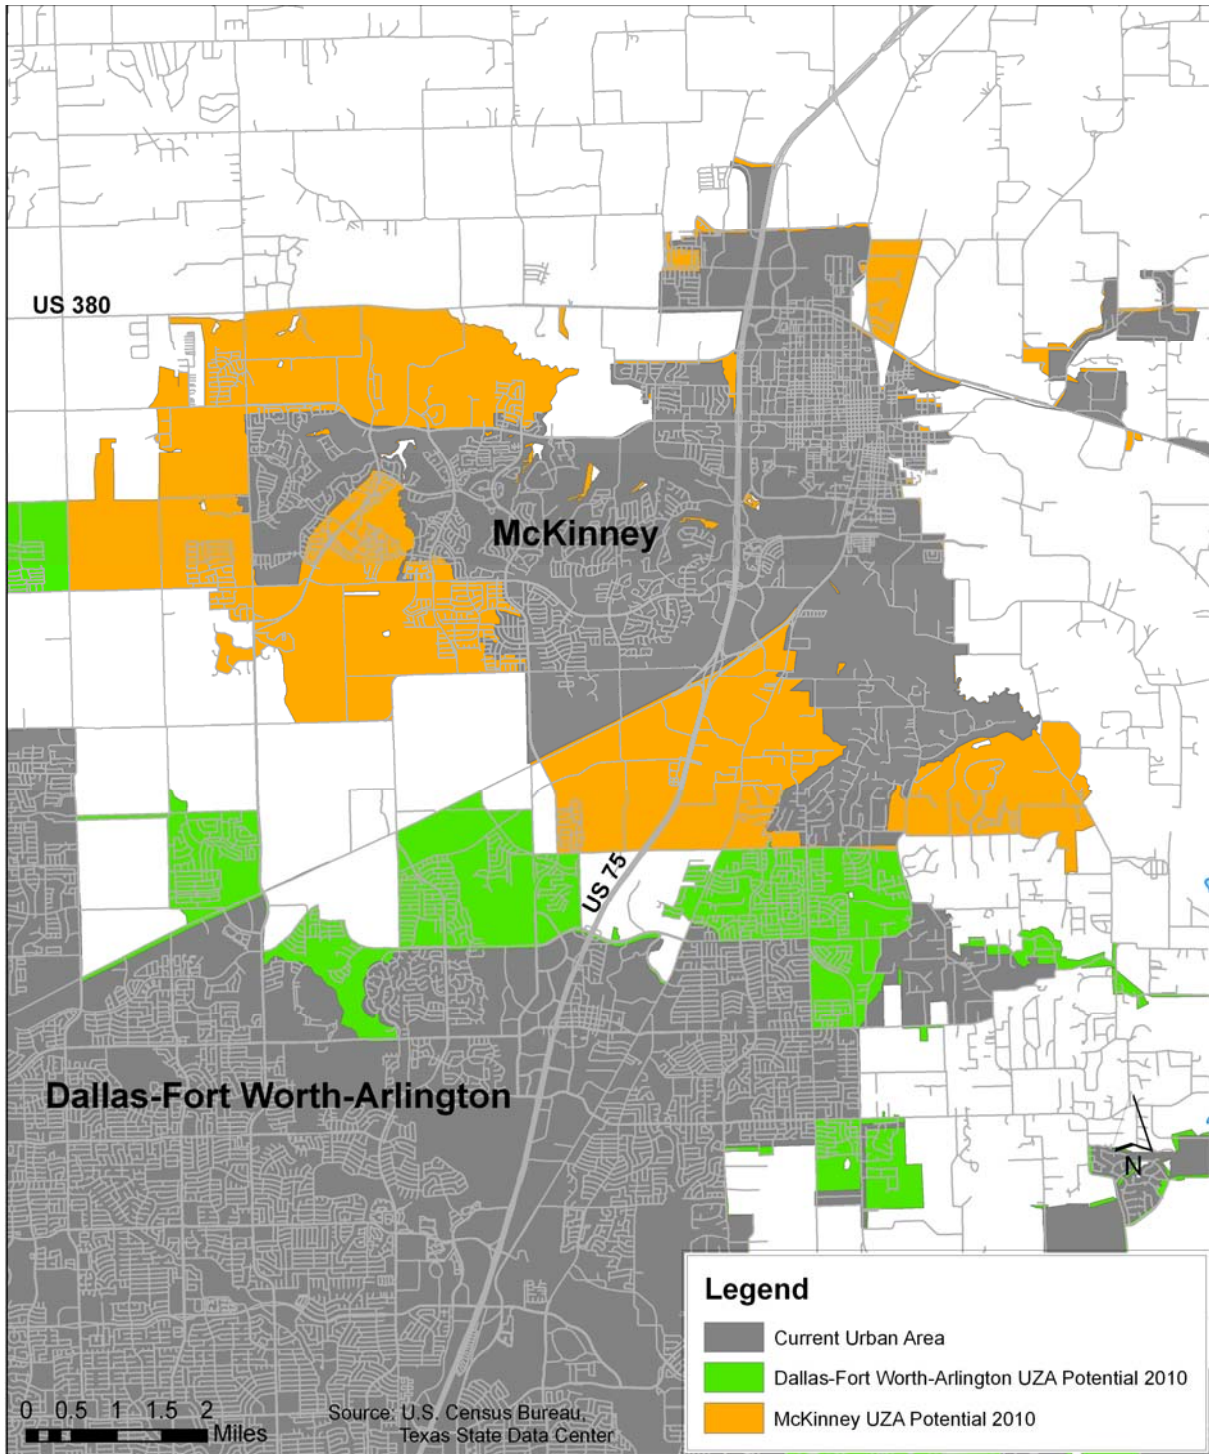 US 380
McKinney
US 75
Dallas-Fort Worth-Arlington
N
Legend
Current Urban Area
Dallas-Fort Worth-Arlington UZA Potential 2010
McKinney UZA Potential 2010
0 0.5 1 1.5 2
Miles
Source: U.S. Census Bureau,
Texas State Data Center